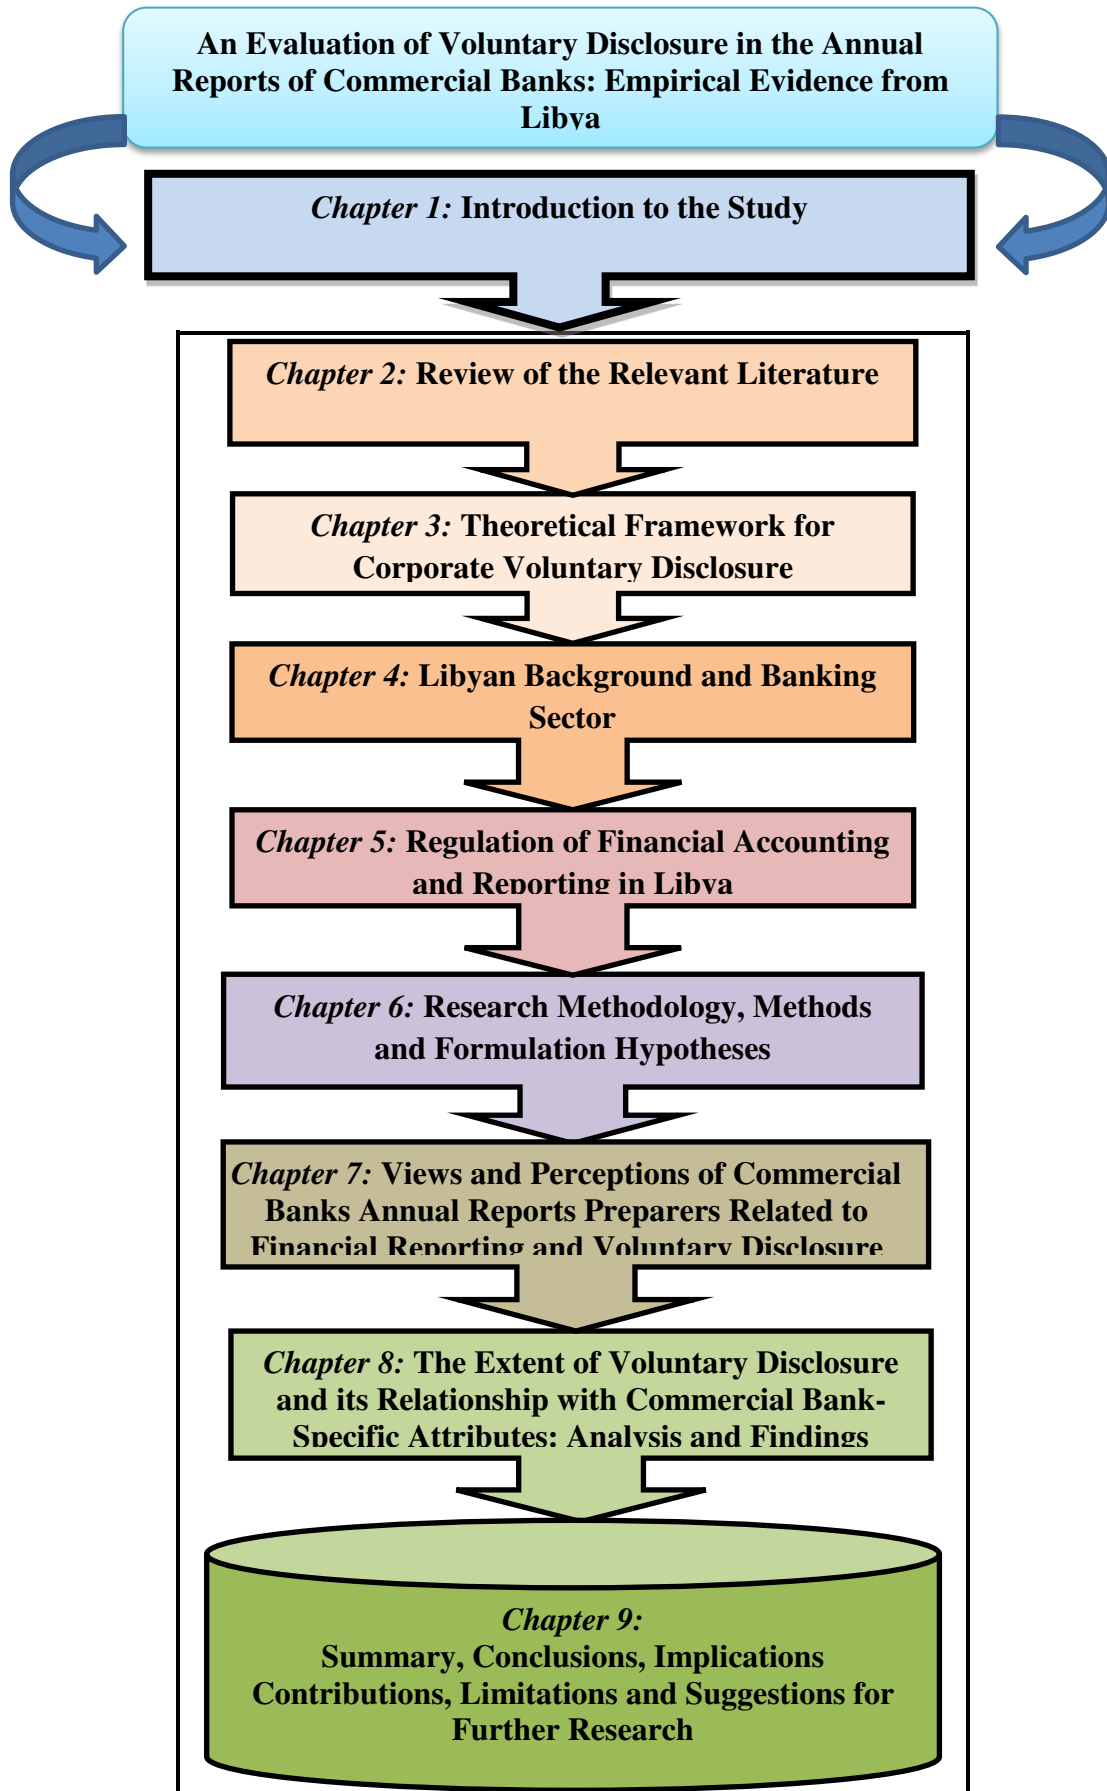 An Evaluation of Voluntary Disclosure in the Annual
Reports of Commercial Banks: Empirical Evidence from
Libya
Chapter 1: Introduction to the Study
Chapter 2: Review of the Relevant Literature
Chapter 3: Theoretical Framework for
Corporate Voluntary Disclosure
Chapter 4: Libyan Background and Banking
Sector
Chapter 5: Regulation of Financial Accounting
and Reporting in Libya
Chapter 6: Research Methodology, Methods
and Formulation Hypotheses
Chapter 7: Views and Perceptions of Commercial
Banks Annual Reports Preparers Related to
Financial Reporting and Voluntary Disclosure
Chapter 8: The Extent of Voluntary Disclosure
and its Relationship with Commercial Bank-
Specific Attributes: Analysis and Findings
Chapter 9:
Summary, Conclusions, Implications
Contributions, Limitations and Suggestions for
Further Research